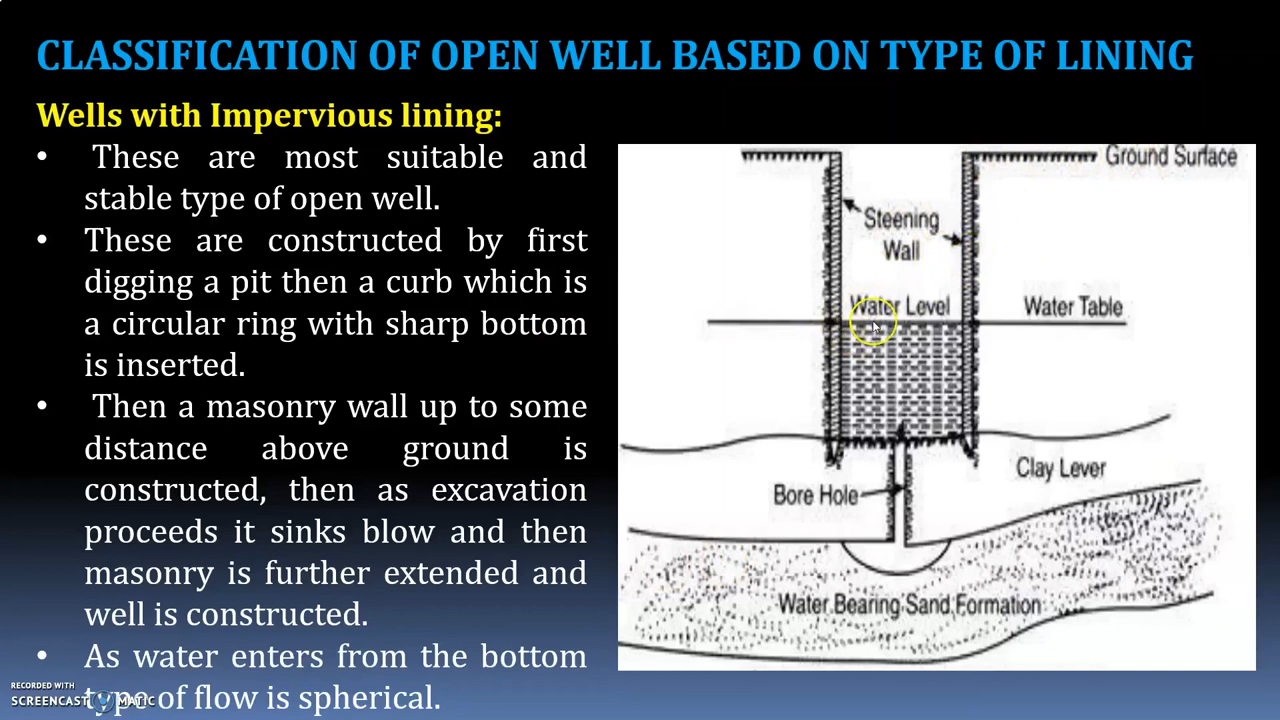 CLASSIFICATION OF OPEN WELL BASED ON TYPE OF LINING
Wells with Impervious lining:
• These are most suitable and
stable type of open well.
• These are constructed by first
digging a pit then a curb which is
a circular ring with sharp bottom
is inserted.
• Then a masonry wall up to some
distance above ground is
constructed, then as excavation
proceeds it sinks blow and then
masonry is further extended and
well is constructed.
• As water enters from the bottom
type of flow is spherical.
Ground Surface
Steening
Wall
Water Level
Water Table
Clay Lever
Bore Hole
Water Bearing Sand Formation
RECORDED WITH
SCREENCAST MATIC